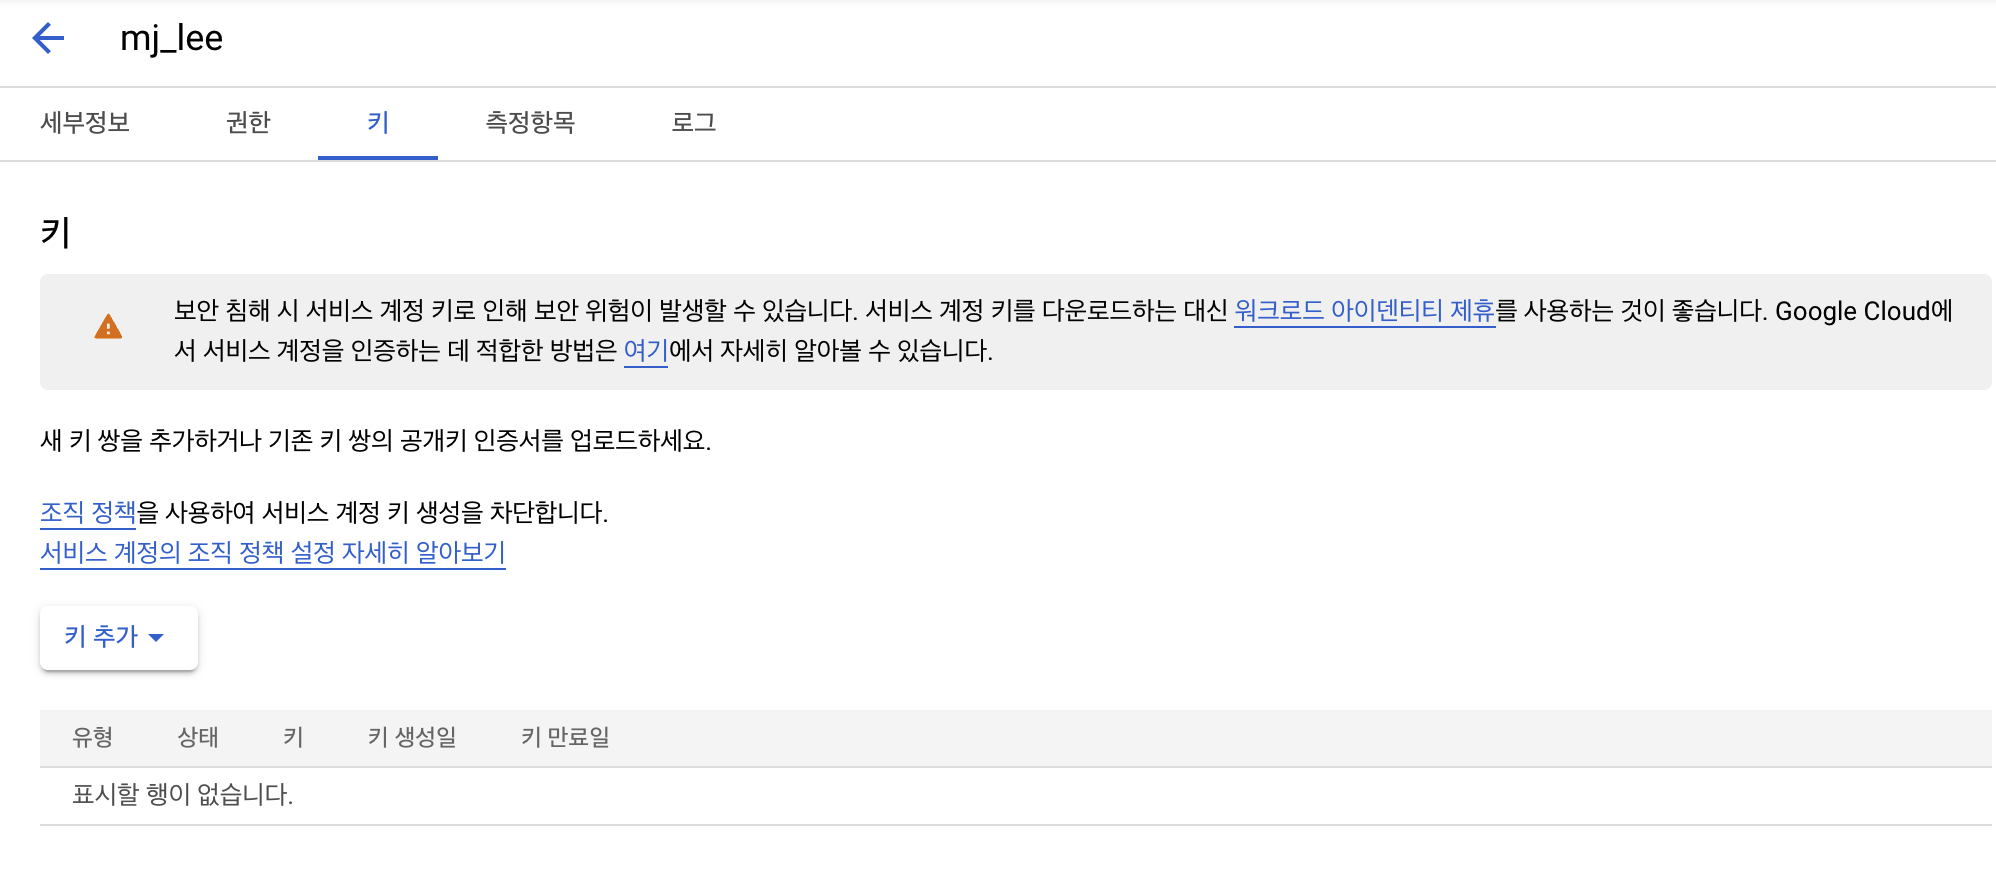 mj_lee
세부정보 권한 키 측정항목 로그
키
보안 침해 시 서비스 계정 키로 인해 보안 위험이 발생할 수 있습니다. 서비스 계정 키를 다운로드하는 대신 워크로드 아이덴티티 제휴를 사용하는 것이 좋습니다. Google Cloud에
서 서비스 계정을 인증하는 데 적합한 방법은 여기에서 자세히 알아볼 수 있습니다.
새 키 쌍을 추가하거나 기존 키 쌍의 공개키 인증서를 업로드하세요.
조직 정책을 사용하여 서비스 계정 키 생성을 차단합니다.
서비스 계정의 조직 정책 설정 자세히 알아보기
키 추가
유형 상태 키 키 생성일 키 만료일
표시할 행이 없습니다.